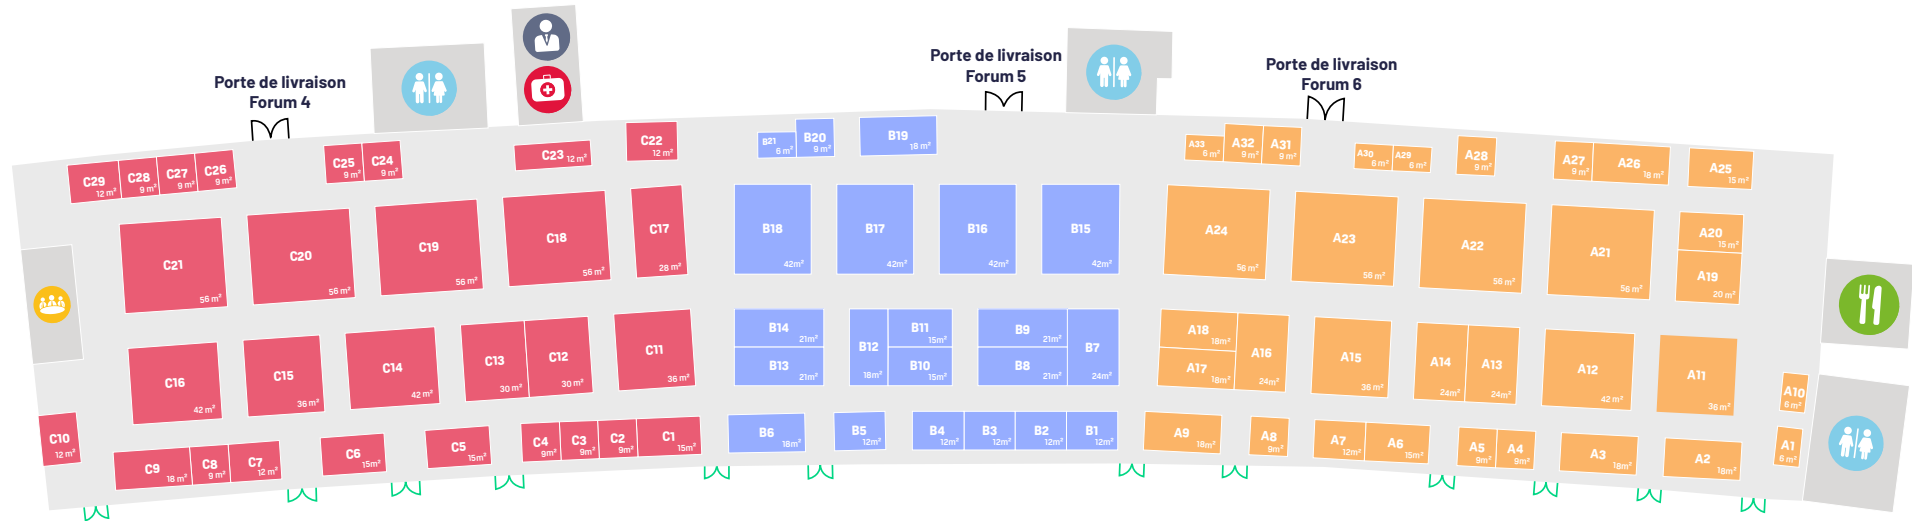 Porte de livraison
Forum 4
Porte de livraison
Forum 5
Porte de livraison
Forum 6
C29
12 m²
C28
9 m²
C27
9 m²
C26
9 m²
C25
9 m²
C24
9 m²
C23 12 m²
C22
12 m²
B21
6 m²
B20
9 m²
B19
18 m²
A33
6 m²
A32
9 m²
A31
9 m²
A30
6 m²
A29
6 m²
A28
9 m²
A27
9 m²
A26
18 m²
A25
15 m²
C21
56 m²
C20
56 m²
C19
56 m²
C18
56 m²
C17
28 m²
B18
42m²
B17
42m²
B16
42m²
B15
42m²
A24
56 m²
A23
56 m²
A22
56 m²
A21
56 m²
A20
15 m²
A19
20 m²
C16
42 m²
C15
36 m²
C14
42 m²
C13
30 m²
C12
30 m²
C11
36 m²
B14
21m²
B13
21m²
B12
18m²
B11
15m²
B10
15m²
B9
21m²
B8
21m²
B7
24m²
A18
18m²
A17
18m²
A16
24m²
A15
36 m²
A14
24m²
A13
24m²
A12
42 m²
A11
36 m²
A10
6 m²
C10
12 m²
C9
18 m²
C8
9 m²
C7
12 m²
C6
15m²
C5
15m²
C4
9m²
C3
9m²
C2
9m²
C1
15m²
B6
18m²
B5
12m²
B4
12m²
B3
12m²
B2
12m²
B1
12m²
A9
18m²
A8
9m²
A7
12m²
A6
15m²
A5
9m²
A4
9m²
A3
18m²
A2
18m²
A1
6 m²